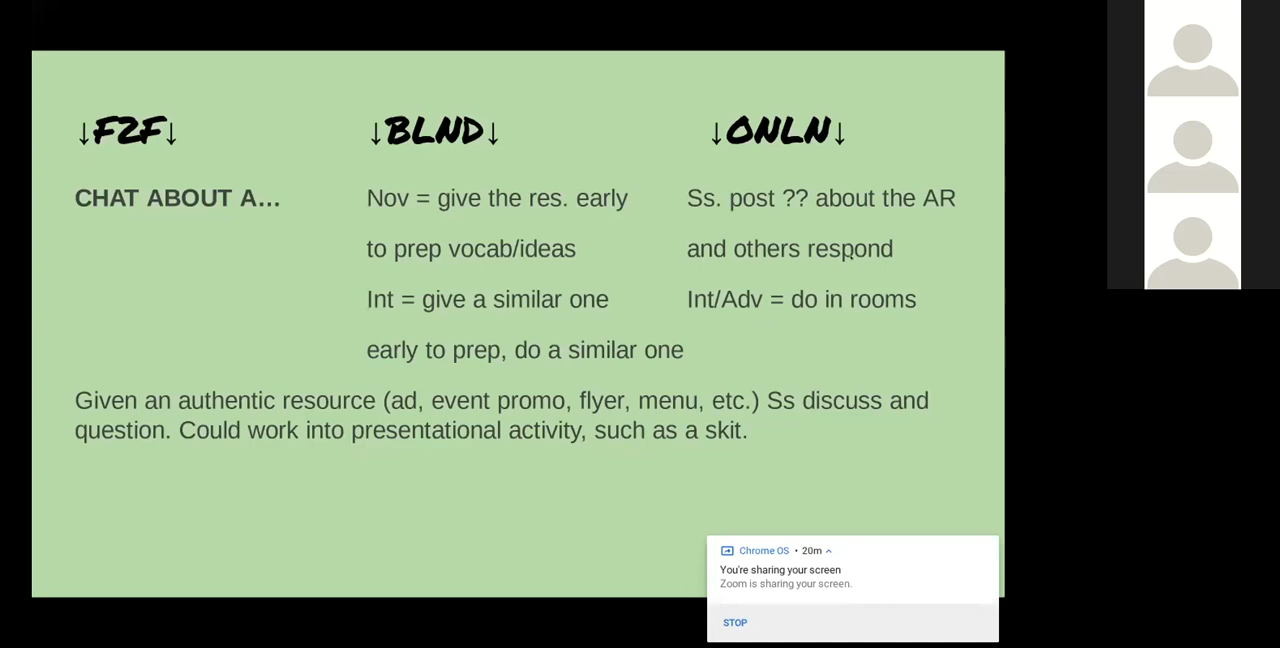 ↓F2F↓
↓BLND↓
↓ONLN↓
CHAT ABOUT A…
Nov = give the res. early
to prep vocab/ideas
Int = give a similar one
early to prep, do a similar one
Ss. post ?? about the AR
and others respond
Int/Adv = do in rooms
Given an authentic resource (ad, event promo, flyer, menu, etc.) Ss discuss and
question. Could work into presentational activity, such as a skit.
Chrome OS • 20m
You're sharing your screen
Zoom is sharing your screen.
STOP